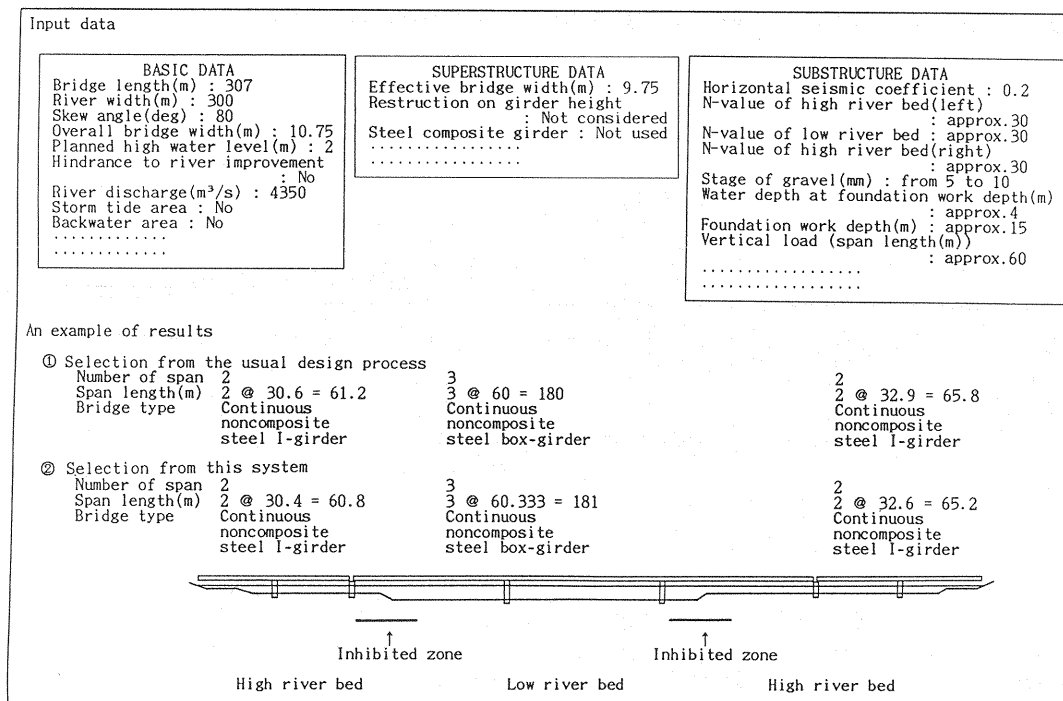 Input data
BASIC DATA
Bridge length(m) : 307
River width(m) : 300
Skew angle(deg) : 80
Overall bridge width(m) : 10.75
Planned high water level(m) : 2
Hindrance to river improvement
: No
River discharge(m³/s) : 4350
Storm tide area : No
Backwater area : No
.............
.............
SUPERSTRUCTURE DATA
Effective bridge width(m) : 9.75
Restruction on girder height
: Not considered
Steel composite girder : Not used
.................
.................
SUBSTRUCTURE DATA
Horizontal seismic coefficient : 0.2
N-value of high river bed(left)
: approx.30
N-value of low river bed : approx.30
N-value of high river bed(right)
: approx.30
Stage of gravel(mm) : from 5 to 10
Water depth at foundation work depth(m)
: approx.4
Foundation work depth(m) : approx.15
Vertical load (span length(m))
: approx.60
..................
..................
An example of results
① Selection from the usual design process
Number of span 2 3 2
Span length(m) 2 @ 30.6 = 61.2 3 @ 60 = 180 2 @ 32.9 = 65.8
Bridge type Continuous Continuous Continuous
noncomposite noncomposite noncomposite
steel I-girder steel box-girder steel I-girder
② Selection from this system
Number of span 2 3 2
Span length(m) 2 @ 30.4 = 60.8 3 @ 60.333 = 181 2 @ 32.6 = 65.2
Bridge type Continuous Continuous Continuous
noncomposite noncomposite noncomposite
steel I-girder steel box-girder steel I-girder
↑ ↑
Inhibited zone Inhibited zone
High river bed Low river bed High river bed